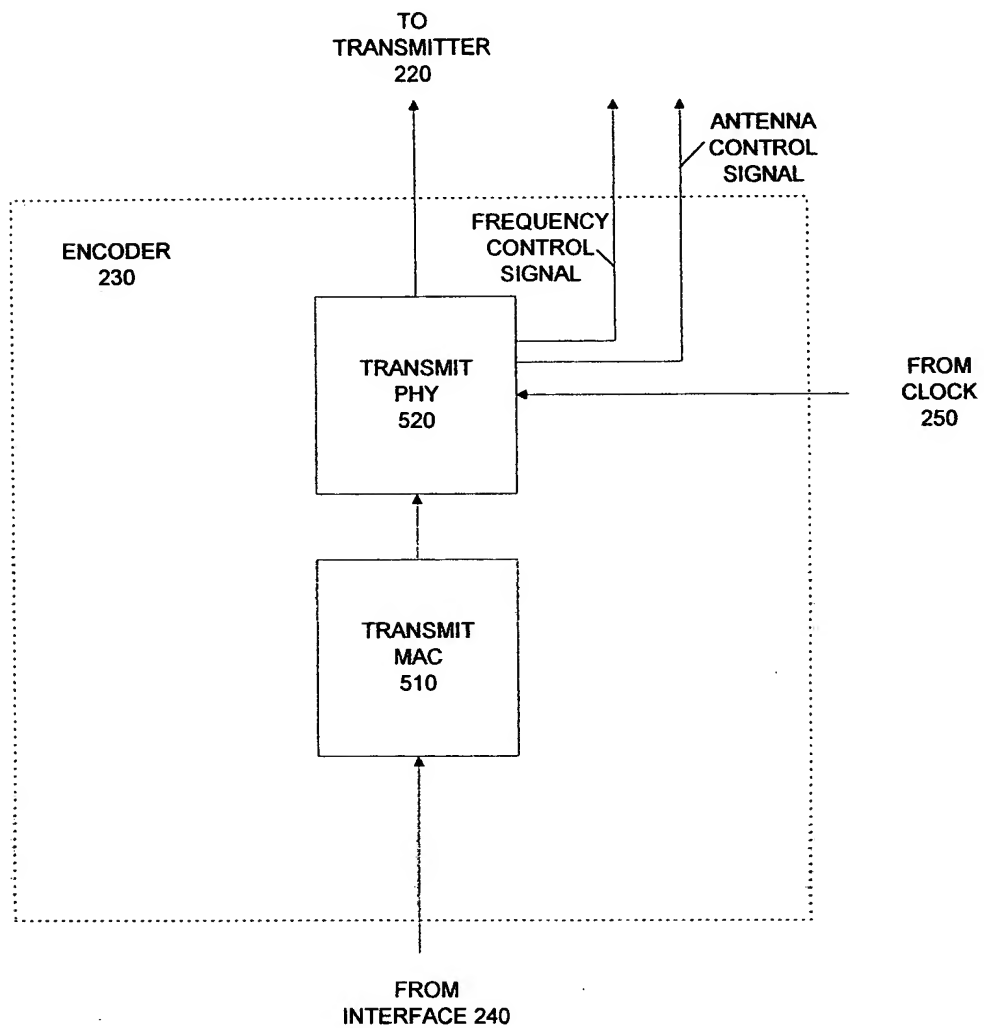 TO
TRANSMITTER
220
ANTENNA
CONTROL
SIGNAL
FREQUENCY
CONTROL
SIGNAL
ENCODER
230
TRANSMIT
PHY
520
FROM
CLOCK
250
TRANSMIT
MAC
510
FROM
INTERFACE 240